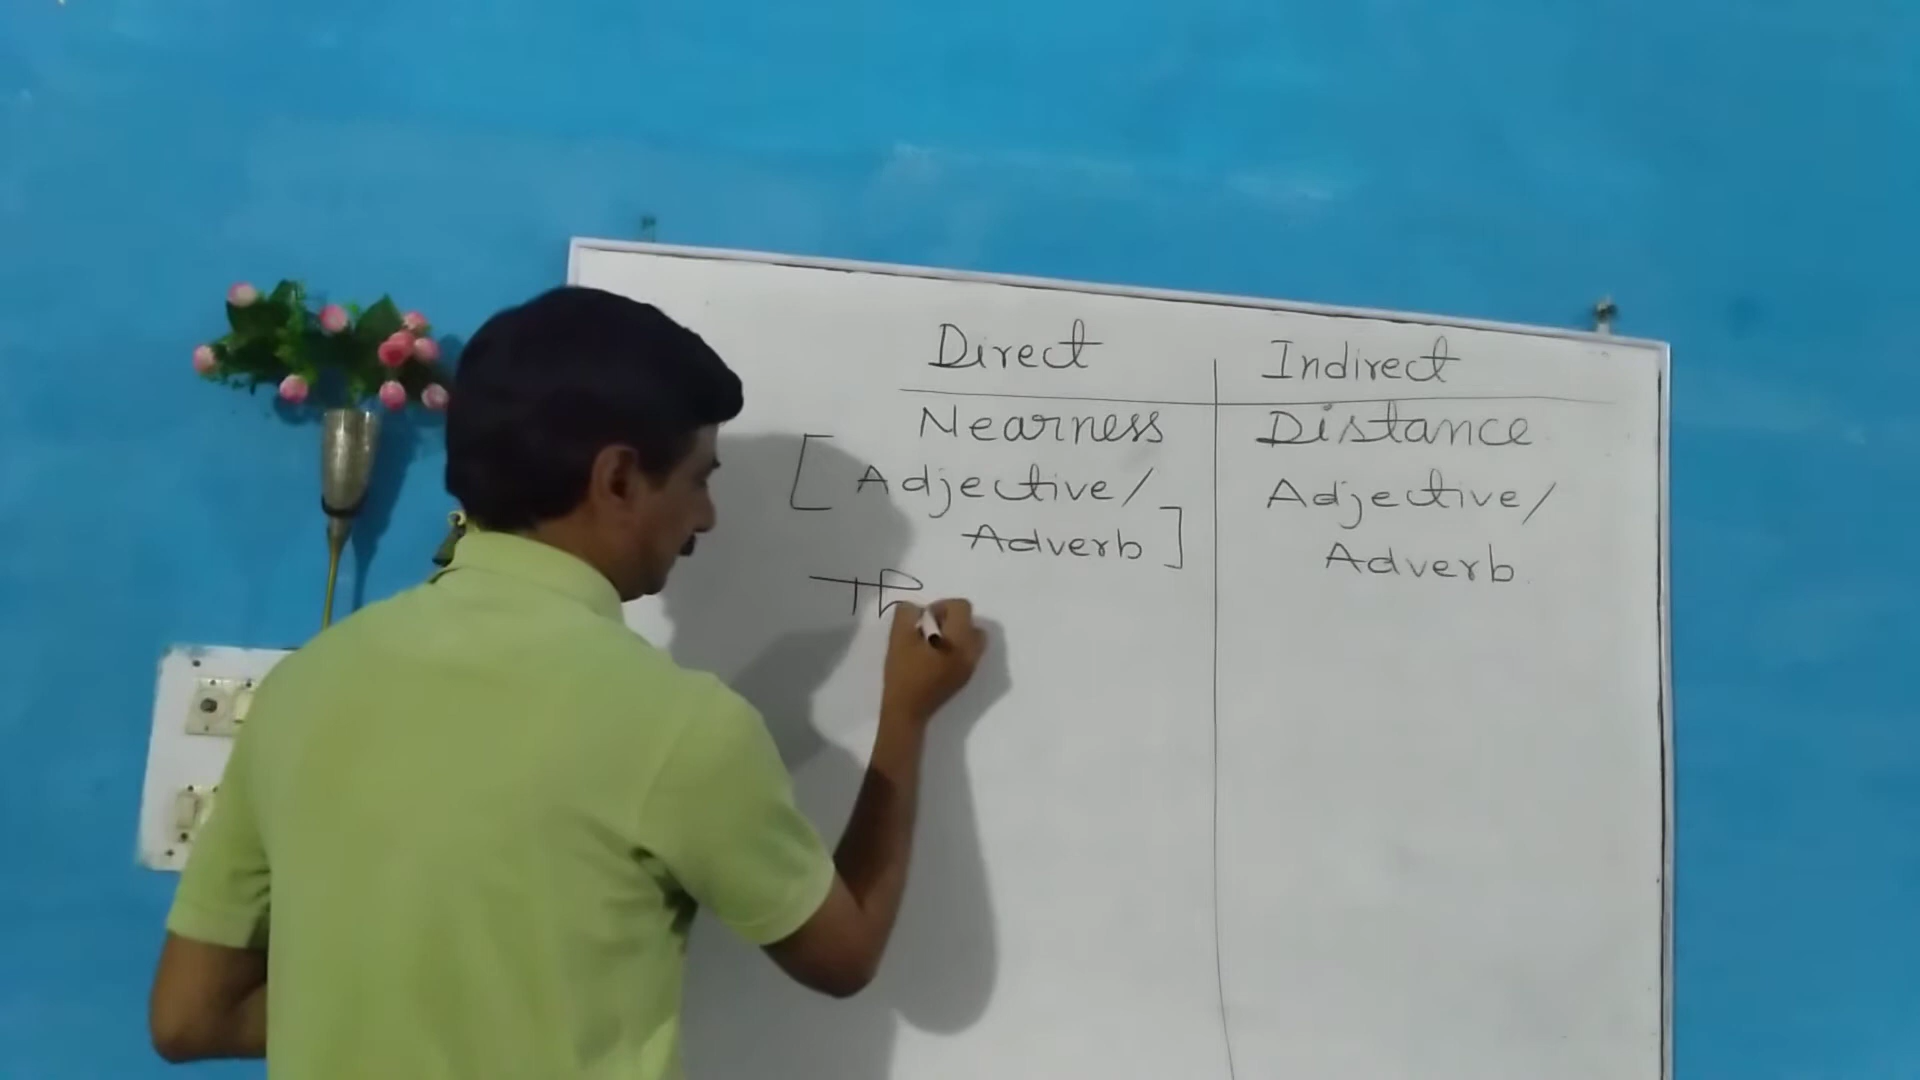 Direct Indirect
Nearness Distance
[ Adjective/ Adjective/
Adverb ] Adverb